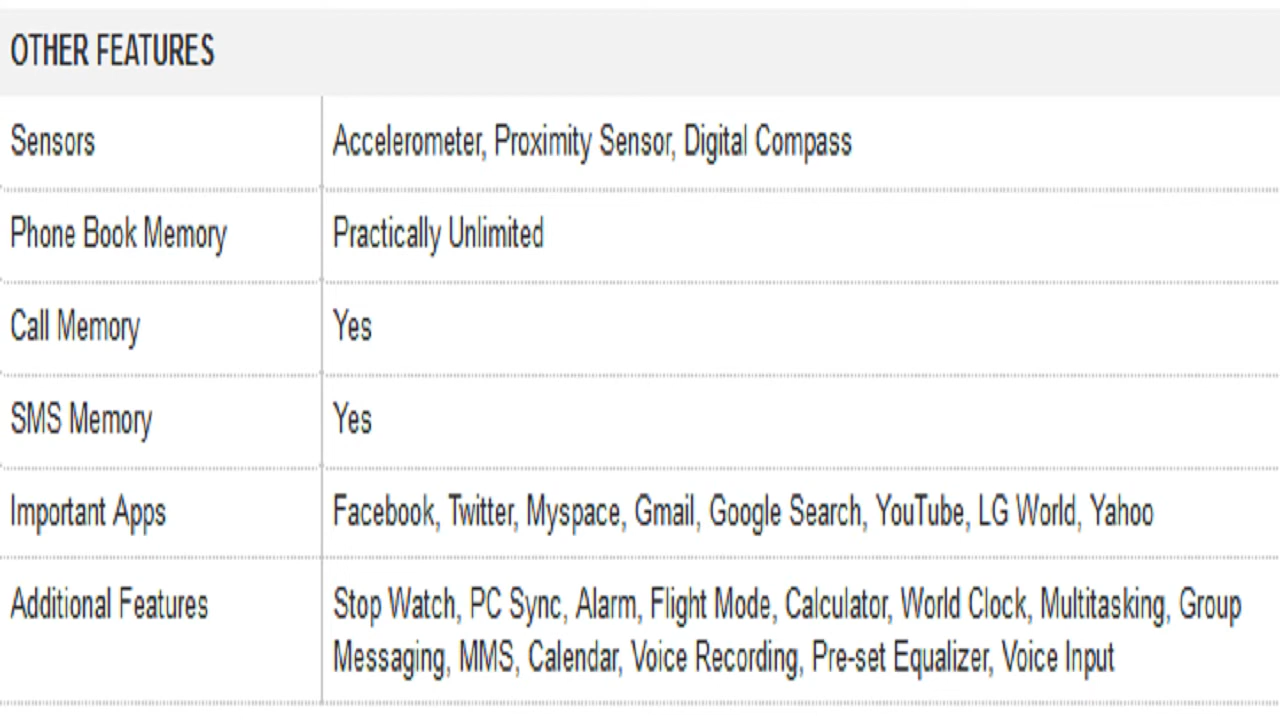 OTHER FEATURES
Sensors Accelerometer, Proximity Sensor, Digital Compass
Phone Book Memory Practically Unlimited
Call Memory Yes
SMS Memory Yes
Important Apps Facebook, Twitter, Myspace, Gmail, Google Search, YouTube, LG World, Yahoo
Additional Features Stop Watch, PC Sync, Alarm, Flight Mode, Calculator, World Clock, Multitasking, Group
Messaging, MMS, Calendar, Voice Recording, Pre-set Equalizer, Voice Input